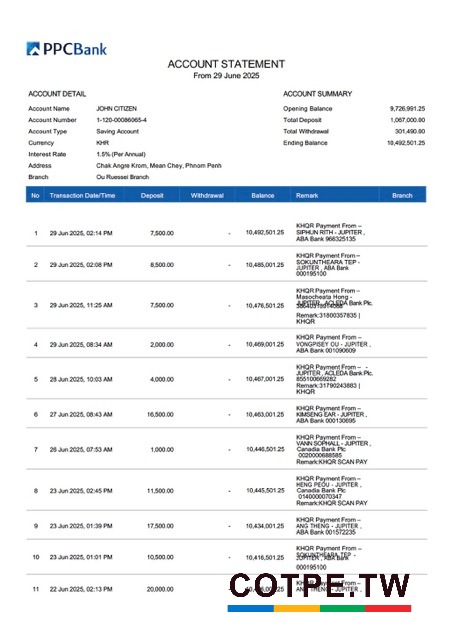 PPCBank
ACCOUNT STATEMENT
From 29 June 2025
ACCOUNT DETAIL
Account Name JOHN CITIZEN
Account Number 1-120-00086065-4
Account Type Saving Account
Currency KHR
Interest Rate 1.5% (Per Annual)
Address Chak Angre Krom, Mean Chey, Phnom Penh
Branch Ou Ruessei Branch
ACCOUNT SUMMARY
Opening Balance 9,726,991.25
Total Deposit 1,067,000.00
Total Withdrawal 301,490.00
Ending Balance 10,492,501.25
No Transaction Date/Time Deposit Withdrawal Balance Remark Branch
1 29 Jun 2025, 02:14 PM 7,500.00 - 10,492,501.25
KHQR Payment From –
SIPHUN RITH - JUPITER ,
ABA Bank 966325135
2 29 Jun 2025, 02:08 PM 8,500.00 - 10,485,001.25
KHQR Payment From –
SOKUNTHEARA TEP -
JUPITER , ABA Bank
000195100
3 29 Jun 2025, 11:25 AM 7,500.00 - 10,476,501.25
KHQR Payment From –
Masocheata Hong -
JUPITER , ACLEDA Bank Plc.
Remark:31800357835 |
KHQR
4 29 Jun 2025, 08:34 AM 2,000.00 - 10,469,001.25
KHQR Payment From –
VONGPISEY OU - JUPITER ,
ABA Bank 001090609
5 28 Jun 2025, 10:03 AM 4,000.00 - 10,467,001.25
KHQR Payment From – -
JUPITER , ACLEDA Bank Plc.
855100669282
Remark:31790243883 |
KHQR
6 27 Jun 2025, 08:43 AM 16,500.00 - 10,463,001.25
KHQR Payment From –
KIMSENG EAR - JUPITER ,
ABA Bank 000130695
7 26 Jun 2025, 07:53 AM 1,000.00 - 10,446,501.25
KHQR Payment From –
VANN SOPHALL - JUPITER ,
Canadia Bank Plc
0020000688585
Remark:KHQR SCAN PAY
8 23 Jun 2025, 02:45 PM 11,500.00 - 10,445,501.25
KHQR Payment From –
HENG PEOU - JUPITER ,
Canadia Bank Plc
0140000070347
Remark:KHQR SCAN PAY
9 23 Jun 2025, 01:39 PM 17,500.00 - 10,434,001.25
KHQR Payment From –
ANG THENG - JUPITER ,
ABA Bank 001572235
10 23 Jun 2025, 01:01 PM 10,500.00 - 10,416,501.25
KHQR Payment From –
SOKUNTHEARA TEP -
JUPITER , ABA Bank
000195100
11 22 Jun 2025, 02:13 PM 20,000.00
KHQR Payment From –
COTPE.TW